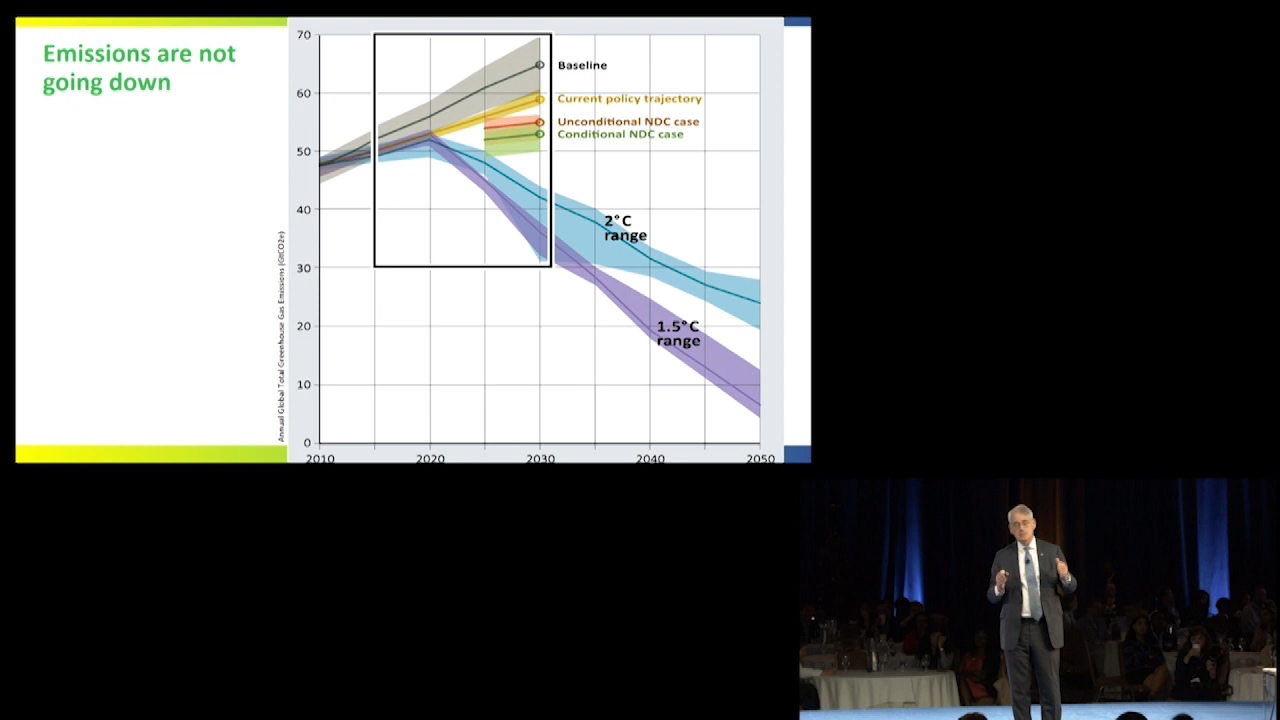 Emissions are not
going down
70
60
50
40
30
20
10
0
Annual Global Total Greenhouse Gas Emissions (GtCO2e)
Baseline
Current policy trajectory
Unconditional NDC case
Conditional NDC case
2°C
range
1.5°C
range
2010
2020
2030
2040
2050